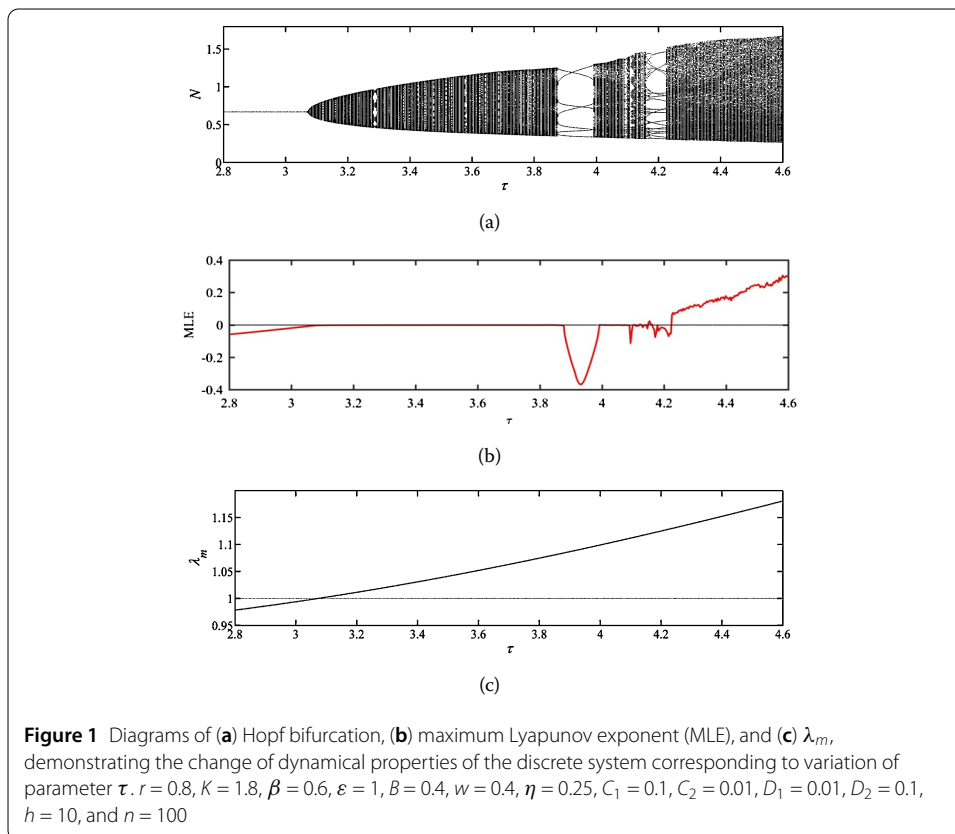 1.5
1
0.5
0
N
2.8 3 3.2 3.4 3.6 3.8 4 4.2 4.4 4.6
τ
(a)
0.4
0.2
0
-0.2
-0.4
MLE
2.8 3 3.2 3.4 3.6 3.8 4 4.2 4.4 4.6
τ
(b)
1.15
1.1
1.05
1
0.95
λm
2.8 3 3.2 3.4 3.6 3.8 4 4.2 4.4 4.6
τ
(c)
Figure 1 Diagrams of (a) Hopf bifurcation, (b) maximum Lyapunov exponent (MLE), and (c) λm,
demonstrating the change of dynamical properties of the discrete system corresponding to variation of
parameter τ. r = 0.8, K = 1.8, β = 0.6, ε = 1, B = 0.4, w = 0.4, η = 0.25, C1 = 0.1, C2 = 0.01, D1 = 0.01, D2 = 0.1,
h = 10, and n = 100